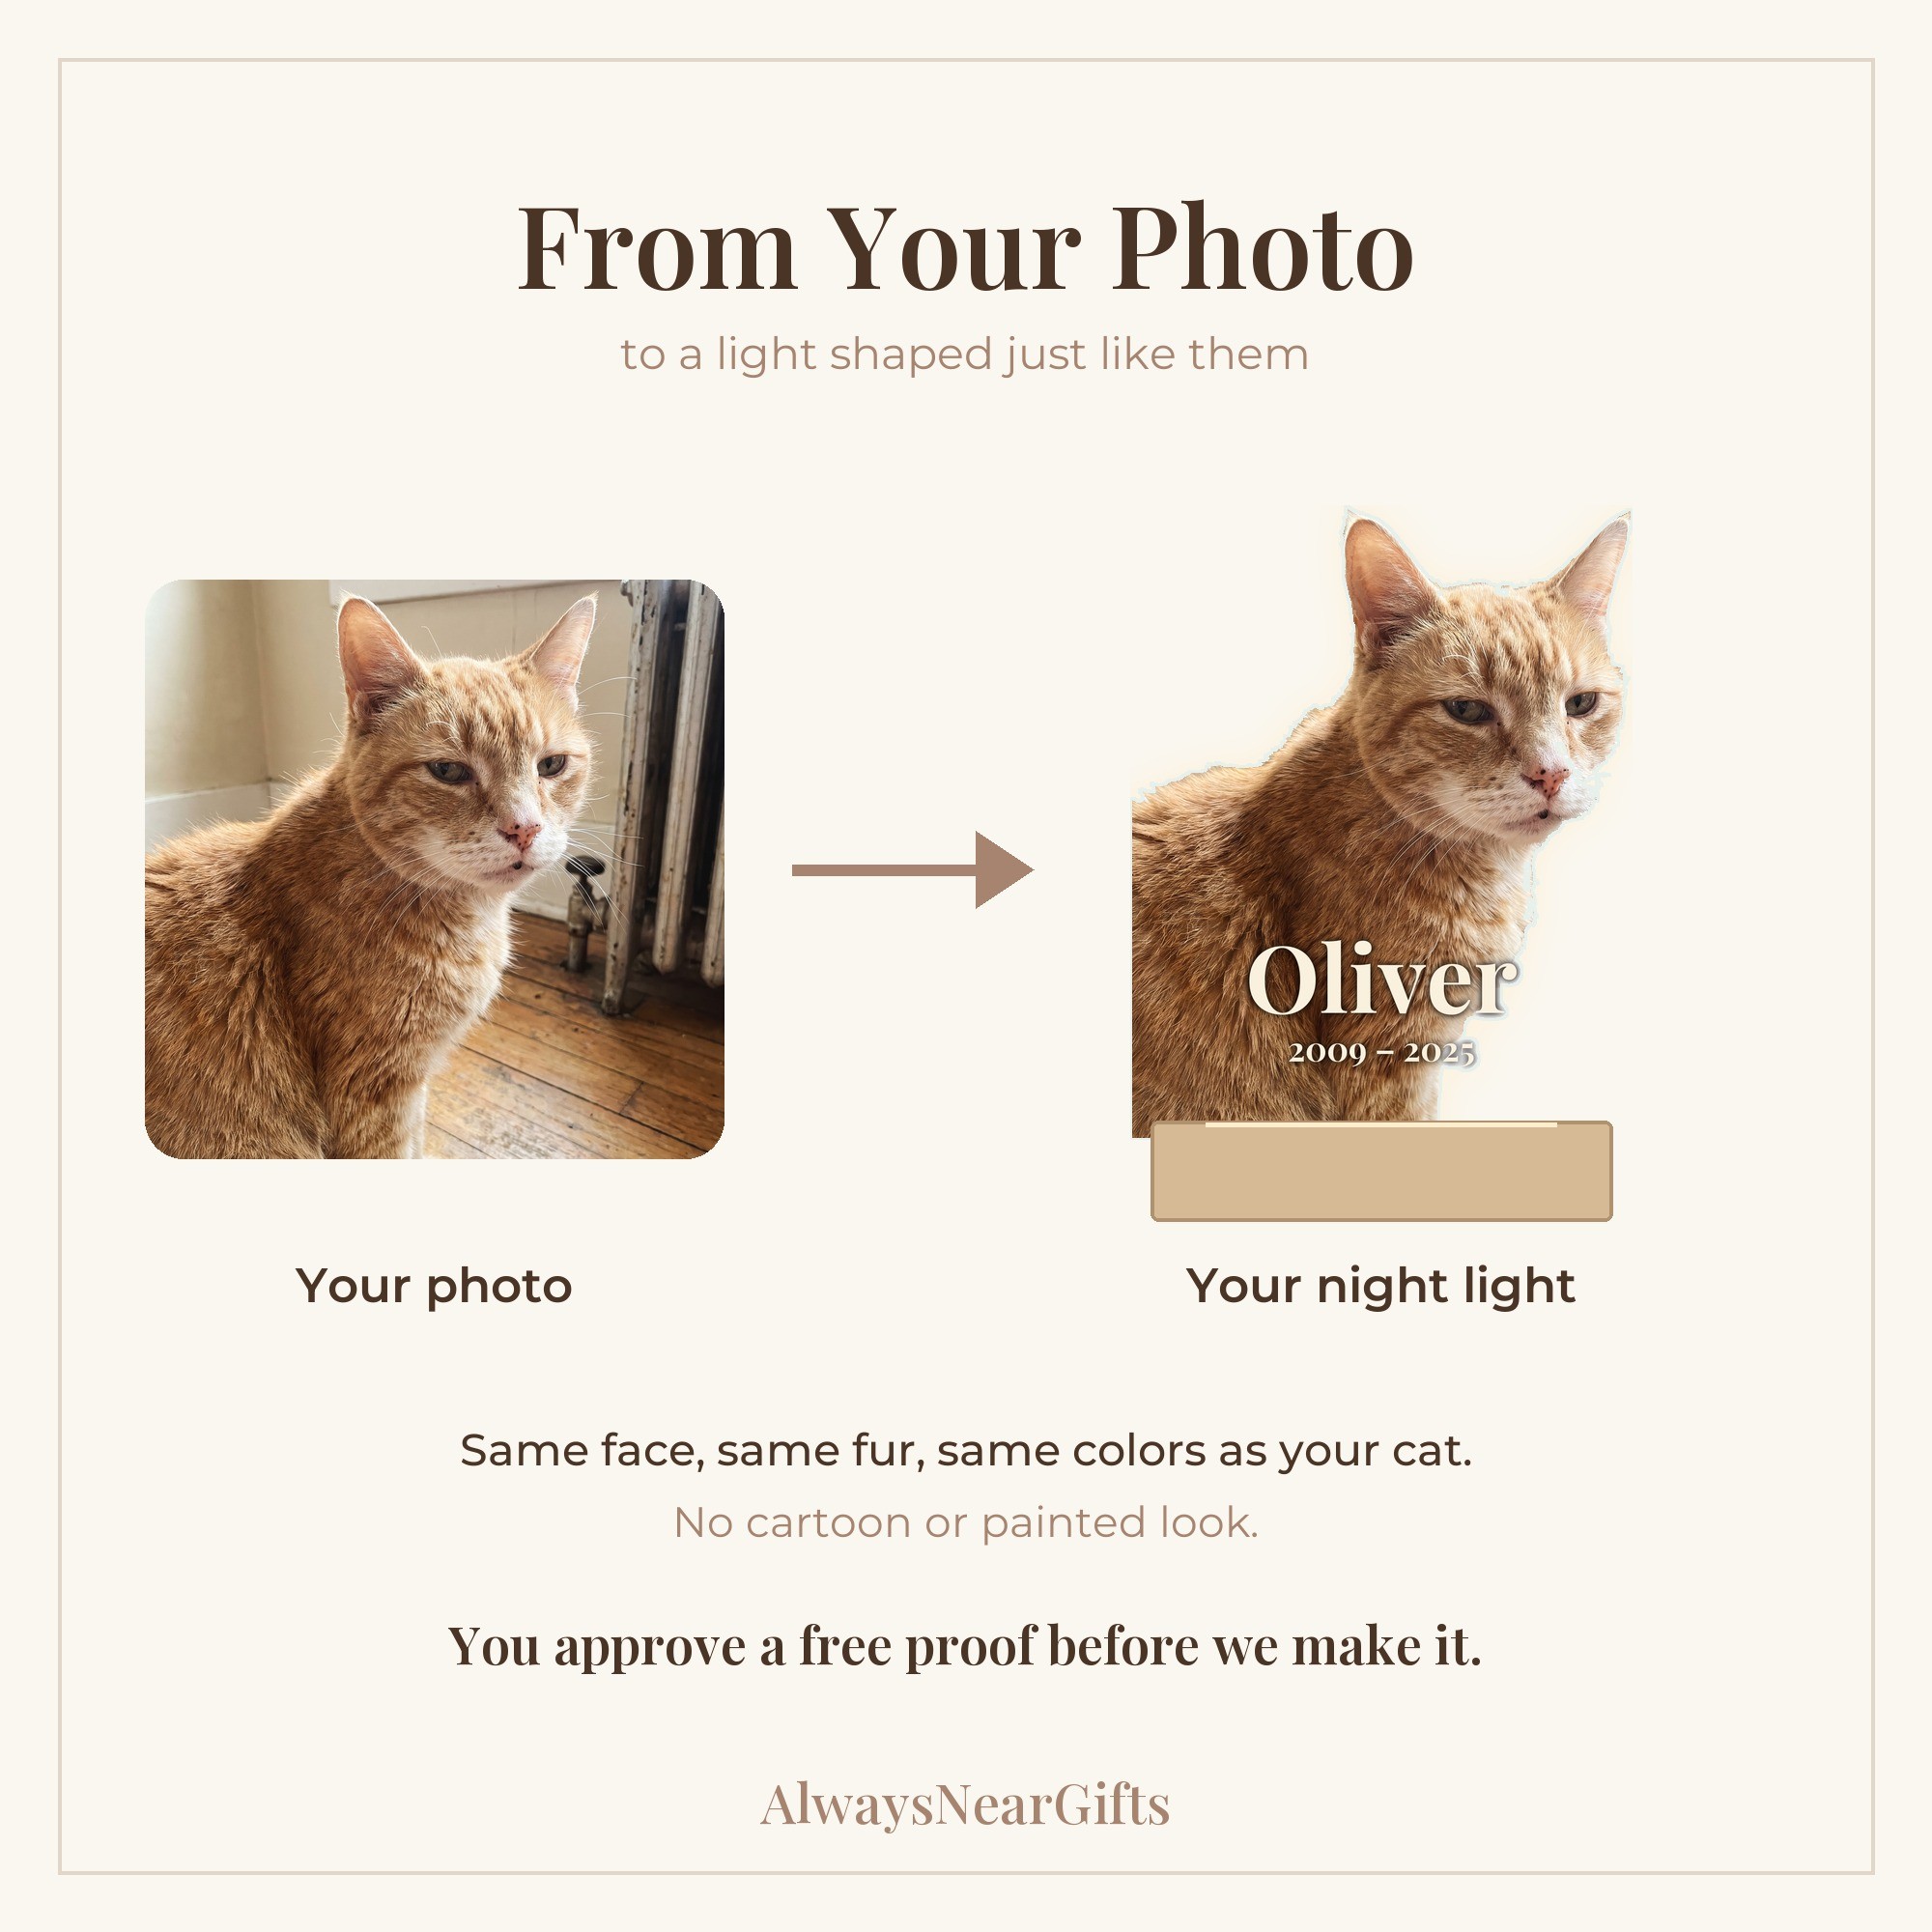 From Your Photo
to a light shaped just like them
Oliver
2009 – 2025
Your photo
Your night light
Same face, same fur, same colors as your cat.
No cartoon or painted look.
You approve a free proof before we make it.
AlwaysNearGifts